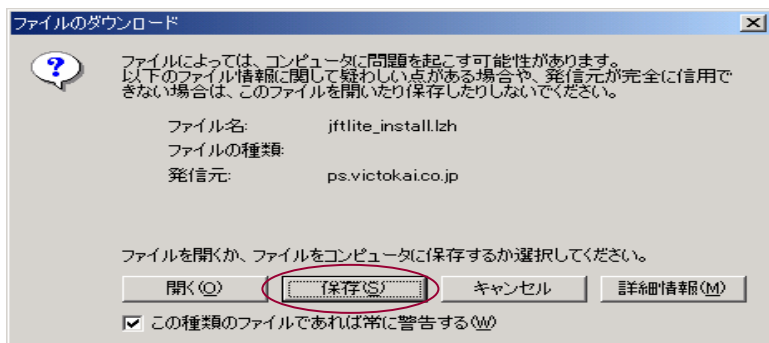 ファイルのダウンロード
ファイルによっては、コンピュータに問題を起こす可能性があります。
以下のファイル情報に関して疑わしい点がある場合や、発信元が完全に信用で
きない場合は、このファイルを開いたり保存したりしないでください。
ファイル名: jftlite_install.lzh
ファイルの種類:
発信元: ps.victokai.co.jp
ファイルを開くか、ファイルをコンピュータに保存するか選択してください。
開く(O) 保存(S) キャンセル 詳細情報(M)
この種類のファイルであれば常に警告する(W)